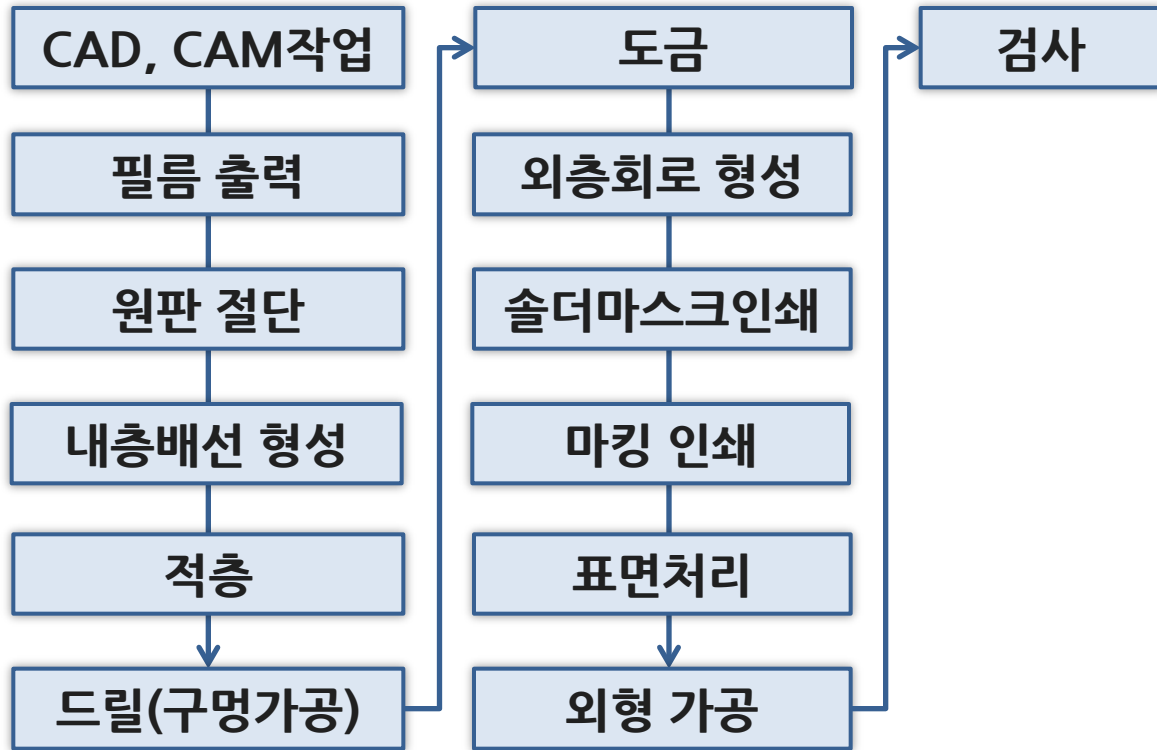 CAD, CAM작업
필름 출력
원판 절단
내층배선 형성
적층
드릴(구멍가공)
도금
외층회로 형성
솔더마스크인쇄
마킹 인쇄
표면처리
외형 가공
검사